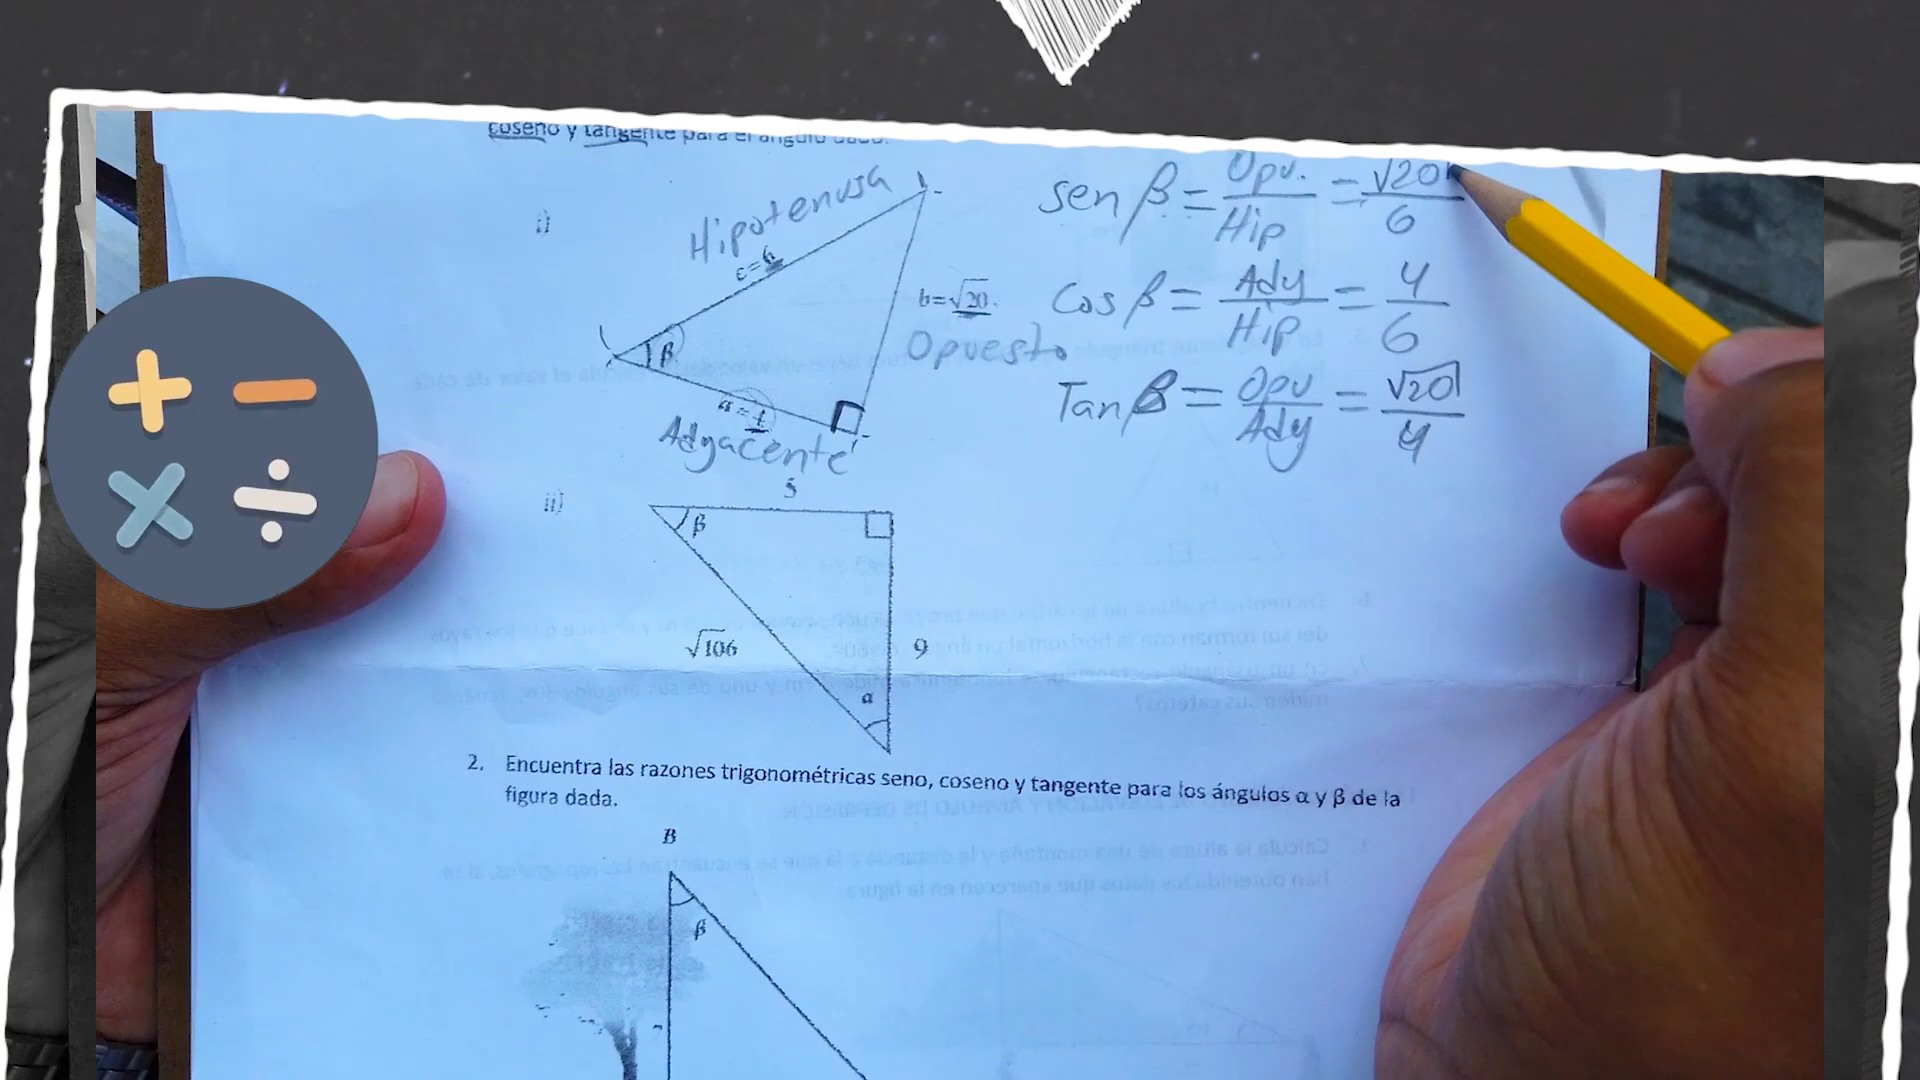 coseno y tangente para el ángulo dado.
i)
Hipotenusa
c=6
β
b=√20
Opuesto
a=4
Adyacente
sen β = Opu. / Hip = √20 / 6
Cos β = Ady / Hip = 4 / 6
Tan β = Opu / Ady = √20 / 4
ii)
5
β
√106
9
α
2. Encuentra las razones trigonométricas seno, coseno y tangente para los ángulos α y β de la
figura dada.
B
β